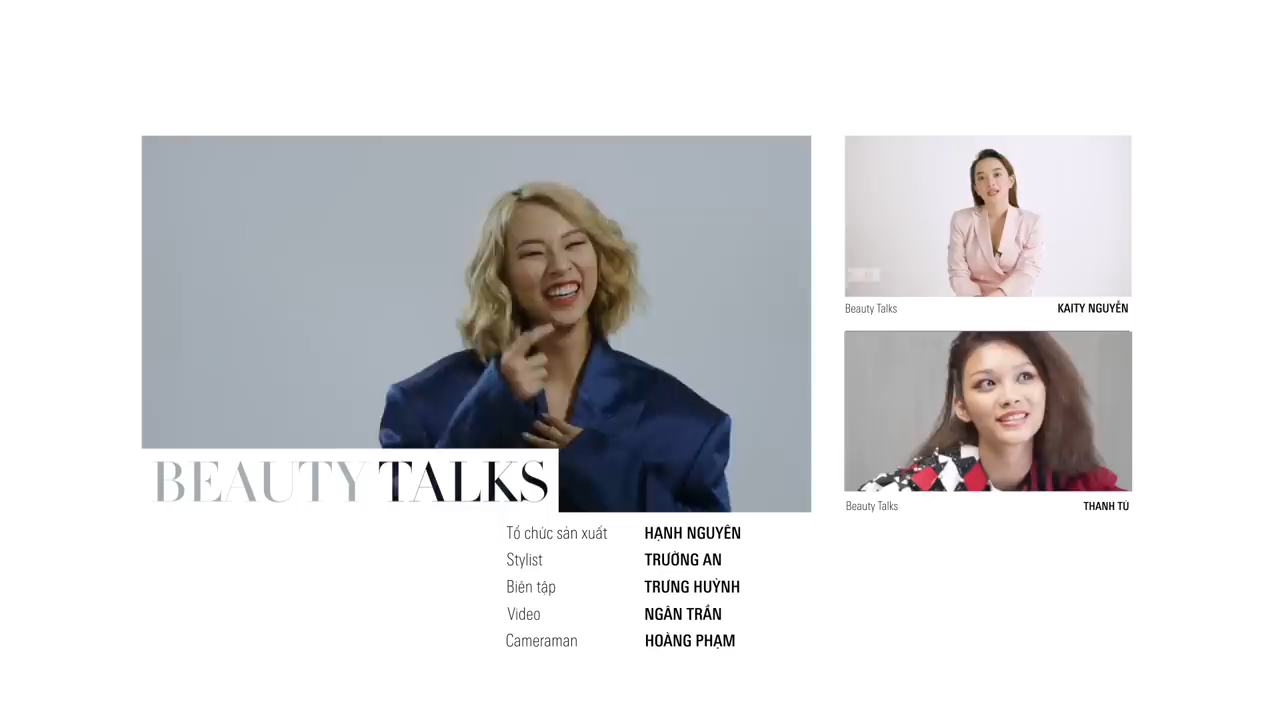 BEAUTY TALKS
Tổ chức sản xuất HẠNH NGUYÊN
Stylist TRƯỜNG AN
Biên tập TRƯNG HUỲNH
Video NGÂN TRẦN
Cameraman HOÀNG PHẠM
Beauty Talks KAITY NGUYỄN
Beauty Talks THANH TÚ